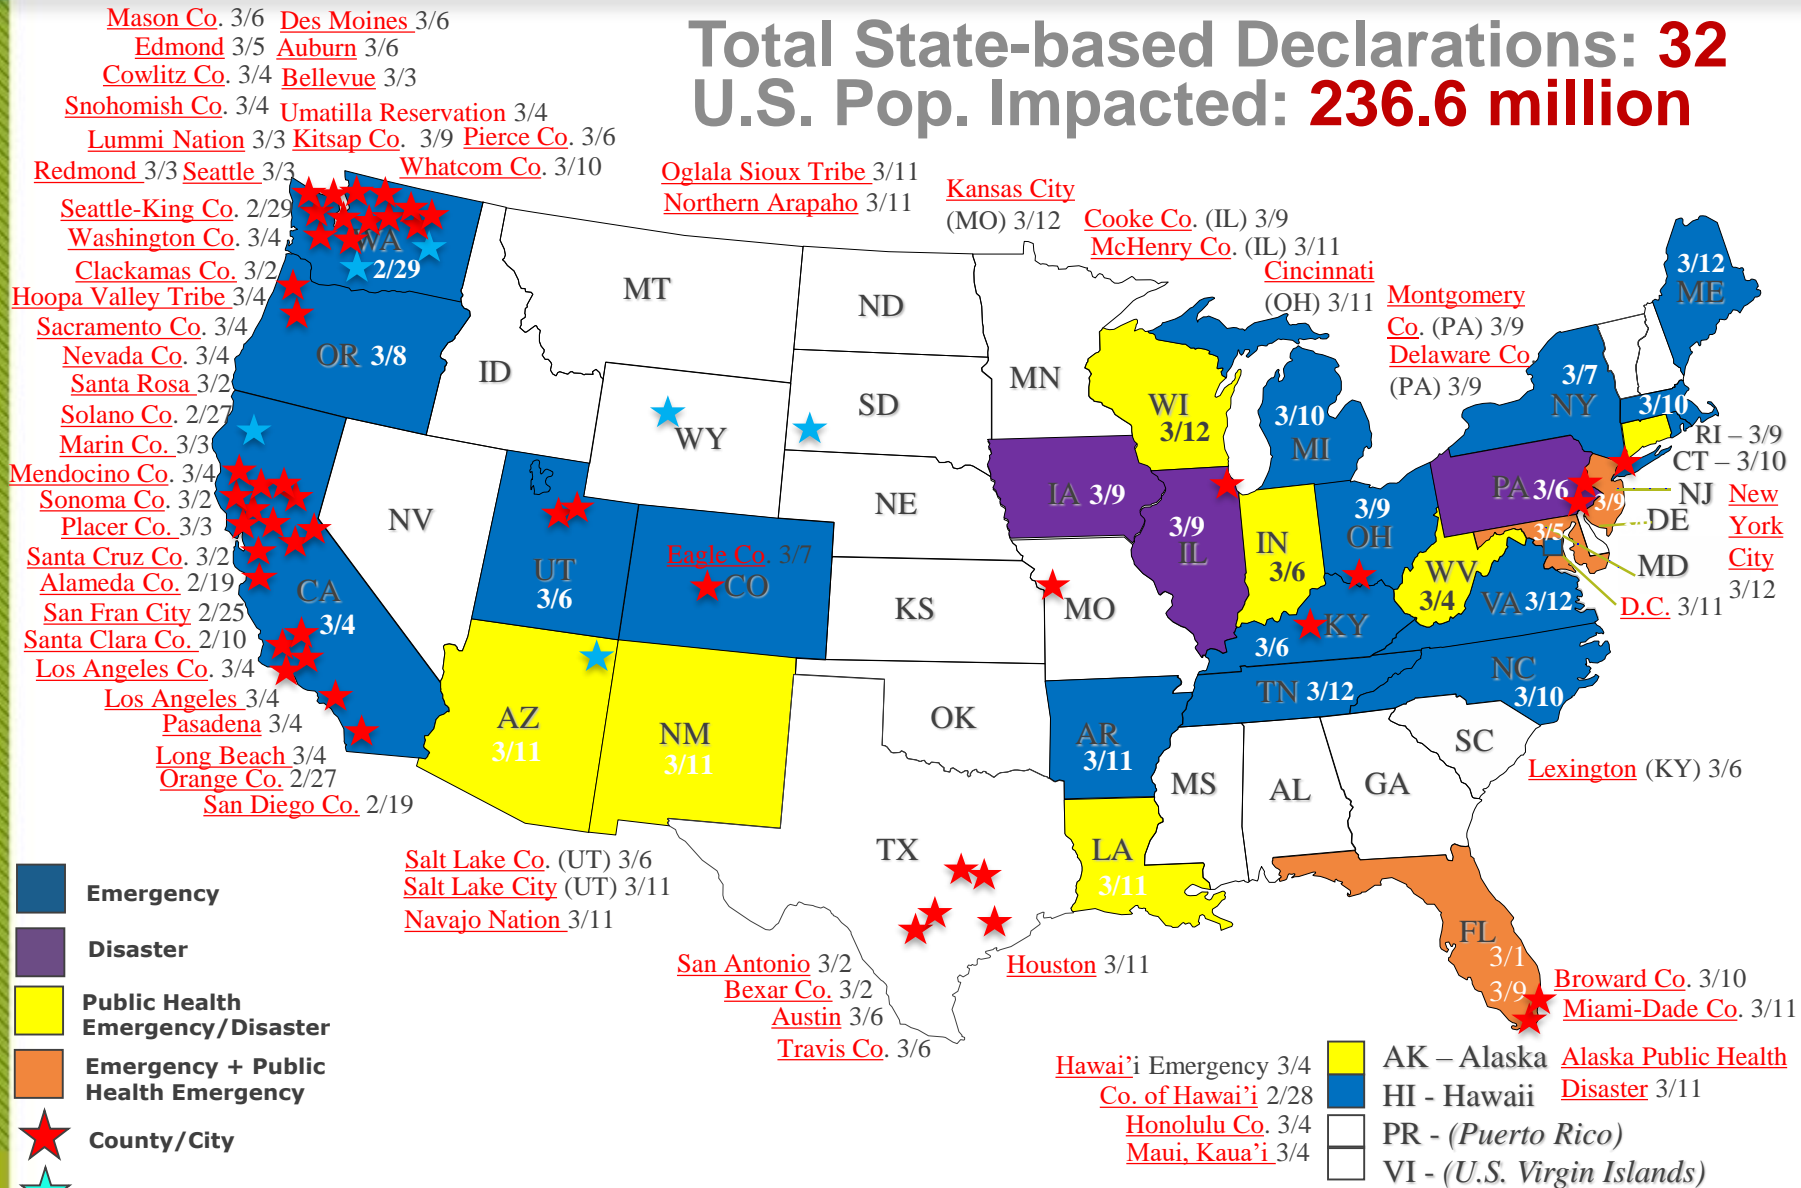 Total State-based Declarations: 32
U.S. Pop. Impacted: 236.6 million
Mason Co. 3/6 Des Moines 3/6
Edmond 3/5 Auburn 3/6
Cowlitz Co. 3/4 Bellevue 3/3
Snohomish Co. 3/4 Umatilla Reservation 3/4
Lummi Nation 3/3 Kitsap Co. 3/9 Pierce Co. 3/6
Redmond 3/3 Seattle 3/3 Whatcom Co. 3/10
Seattle-King Co. 2/29
Washington Co. 3/4
Clackamas Co. 3/2
Hoopa Valley Tribe 3/4
Sacramento Co. 3/4
Nevada Co. 3/4
Santa Rosa 3/2
Solano Co. 2/27
Marin Co. 3/3
Mendocino Co. 3/4
Sonoma Co. 3/2
Placer Co. 3/3
Santa Cruz Co. 3/2
Alameda Co. 2/19
San Fran City 2/25
Santa Clara Co. 2/10
Los Angeles Co. 3/4
Los Angeles 3/4
Pasadena 3/4
Long Beach 3/4
Orange Co. 2/27
San Diego Co. 2/19
Oglala Sioux Tribe 3/11
Northern Arapaho 3/11
Kansas City
(MO) 3/12
Cooke Co. (IL) 3/9
McHenry Co. (IL) 3/11
Cincinnati
(OH) 3/11
Montgomery
Co. (PA) 3/9
Delaware Co.
(PA) 3/9
WA
2/29
OR 3/8
ID
MT
ND
SD
WY
NE
NV
UT
3/6
Eagle Co. 3/7
CO
CA
3/4
KS
AZ
3/11
NM
3/11
OK
TX
MN
WI
3/12
IA 3/9
3/9
IL
MO
AR
3/11
LA
3/11
MS
AL
GA
3/10
MI
IN
3/6
3/9
OH
KY
3/6
TN 3/12
WV
3/4
VA 3/12
NC
3/10
SC
FL
3/1
3/9
PA 3/6
3/7
NY
3/12
ME
3/10
3/9
3/5
RI – 3/9
CT – 3/10
NJ
DE
MD
D.C. 3/11
New
York
City
3/12
Lexington (KY) 3/6
Salt Lake Co. (UT) 3/6
Salt Lake City (UT) 3/11
Navajo Nation 3/11
San Antonio 3/2
Bexar Co. 3/2
Austin 3/6
Travis Co. 3/6
Houston 3/11
Broward Co. 3/10
Miami-Dade Co. 3/11
Emergency
Disaster
Public Health
Emergency/Disaster
Emergency + Public
Health Emergency
County/City
Hawai'i Emergency 3/4
Co. of Hawai'i 2/28
Honolulu Co. 3/4
Maui, Kaua'i 3/4
AK – Alaska
HI - Hawaii
PR - (Puerto Rico)
VI - (U.S. Virgin Islands)
Alaska Public Health
Disaster 3/11